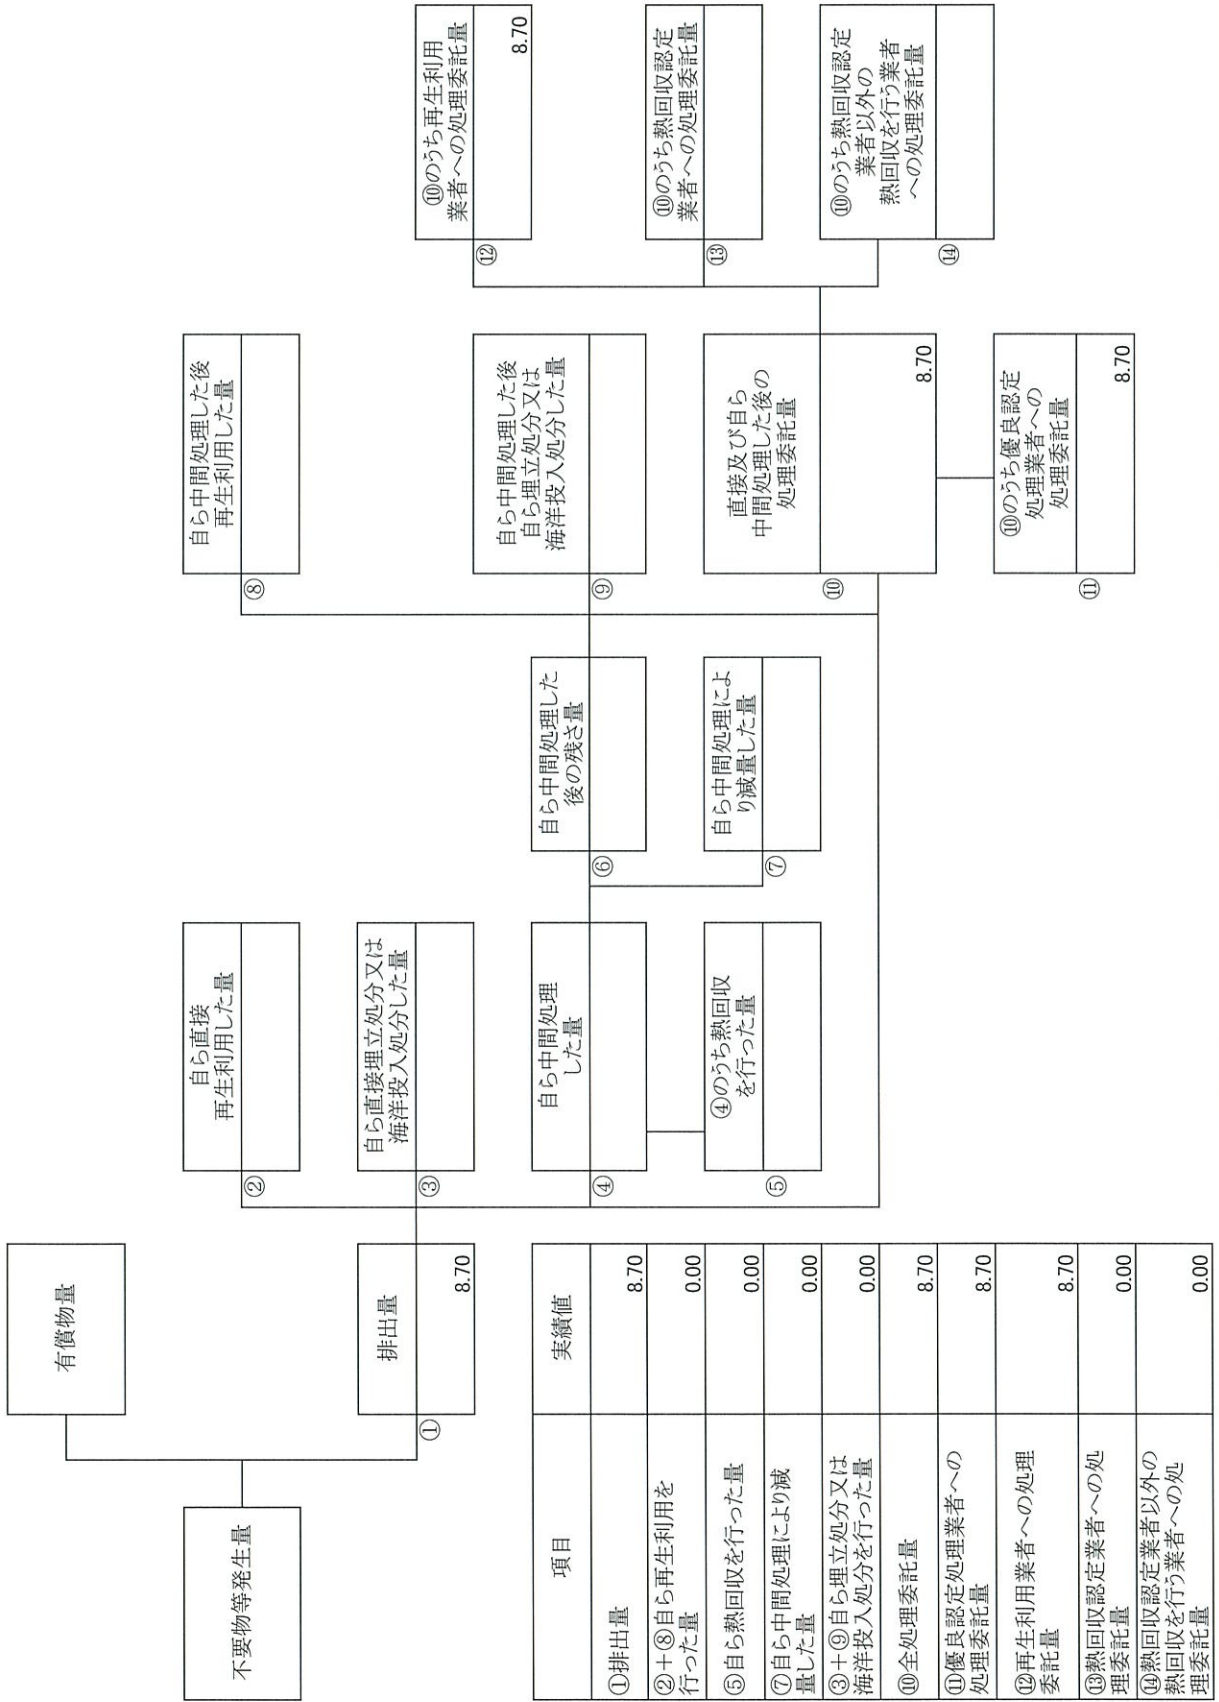 不要物等発生量
有償物量
①
排出量
8.70
②
自ら直接
再生利用した量
③
自ら直接埋立処分又は
海洋投入処分した量
④
自ら中間処理
した量
⑤
④のうち熱回収
を行った量
⑥
自ら中間処理した
後の残さ量
⑦
自ら中間処理によ
り減量した量
⑧
自ら中間処理した後
再生利用した量
⑨
自ら中間処理した後
自ら埋立処分又は
海洋投入処分した量
⑩
直接及び自ら
中間処理した後の
処理委託量
8.70
⑪
⑩のうち優良認定
処理業者への
処理委託量
8.70
⑫
⑩のうち再生利用
業者への処理委託量
8.70
⑬
⑩のうち熱回収認定
業者への処理委託量
⑭
⑩のうち熱回収認定
業者以外の
熱回収を行う業者
への処理委託量
項目 実績値
①排出量 8.70
②+⑧自ら再生利用を
行った量 0.00
⑤自ら熱回収を行った量 0.00
⑦自ら中間処理により減
量した量 0.00
③+⑨自ら埋立処分又は
海洋投入処分を行った量 0.00
⑩全処理委託量 8.70
⑪優良認定処理業者への
処理委託量 8.70
⑫再生利用業者への処理
委託量 8.70
⑬熱回収認定業者への処
理委託量 0.00
⑭熱回収認定業者以外の
熱回収を行う業者への処
理委託量 0.00